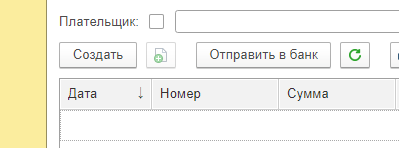 Плательщик:
Создать Отправить в банк
Дата ↓ Номер Сумма